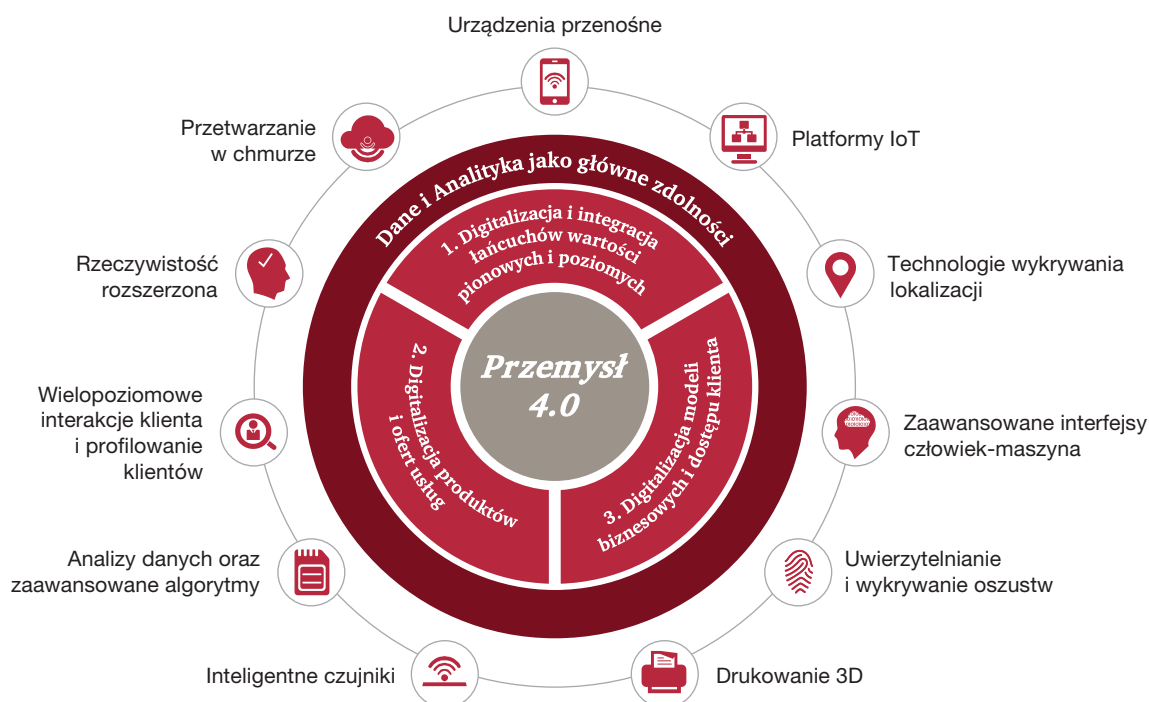 Urządzenia przenośne
Przetwarzanie
w chmurze
Platformy IoT
Dane i Analityka jako główne zdolności
1. Digitalizacja i integracja
łańcuchów wartości
pionowych i poziomych
Rzeczywistość
rozszerzona
Technologie wykrywania
lokalizacji
Przemysł
4.0
2. Digitalizacja produktów
i ofert usług
3. Digitalizacja modeli
biznesowych i dostępu klienta
Wielopoziomowe
interakcje klienta
i profilowanie
klientów
Zaawansowane interfejsy
człowiek-maszyna
Analizy danych oraz
zaawansowane algorytmy
Uwierzytelnianie
i wykrywanie oszustw
Inteligentne czujniki
Drukowanie 3D